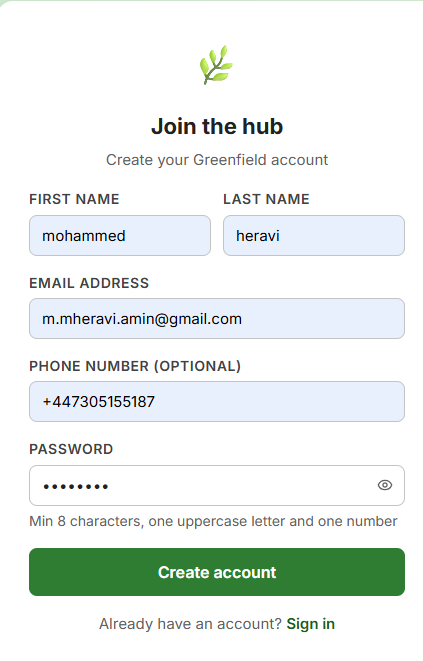 Join the hub
Create your Greenfield account
FIRST NAME LAST NAME
mohammed heravi
EMAIL ADDRESS
m.mheravi.amin@gmail.com
PHONE NUMBER (OPTIONAL)
+447305155187
PASSWORD
••••••••
Min 8 characters, one uppercase letter and one number
Create account
Already have an account? Sign in